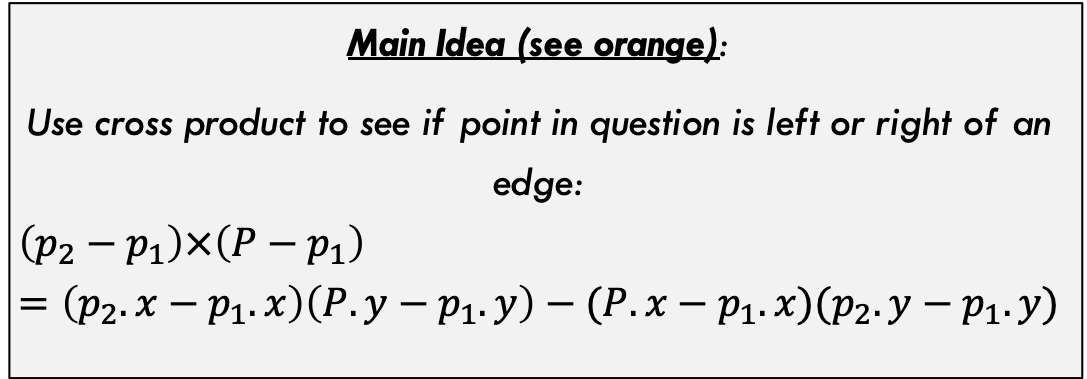 Main Idea (see orange):
Use cross product to see if point in question is left or right of an
edge:
(p₂ − p₁)×(P − p₁)
= (p₂.x − p₁.x)(P.y − p₁.y) − (P.x − p₁.x)(p₂.y − p₁.y)